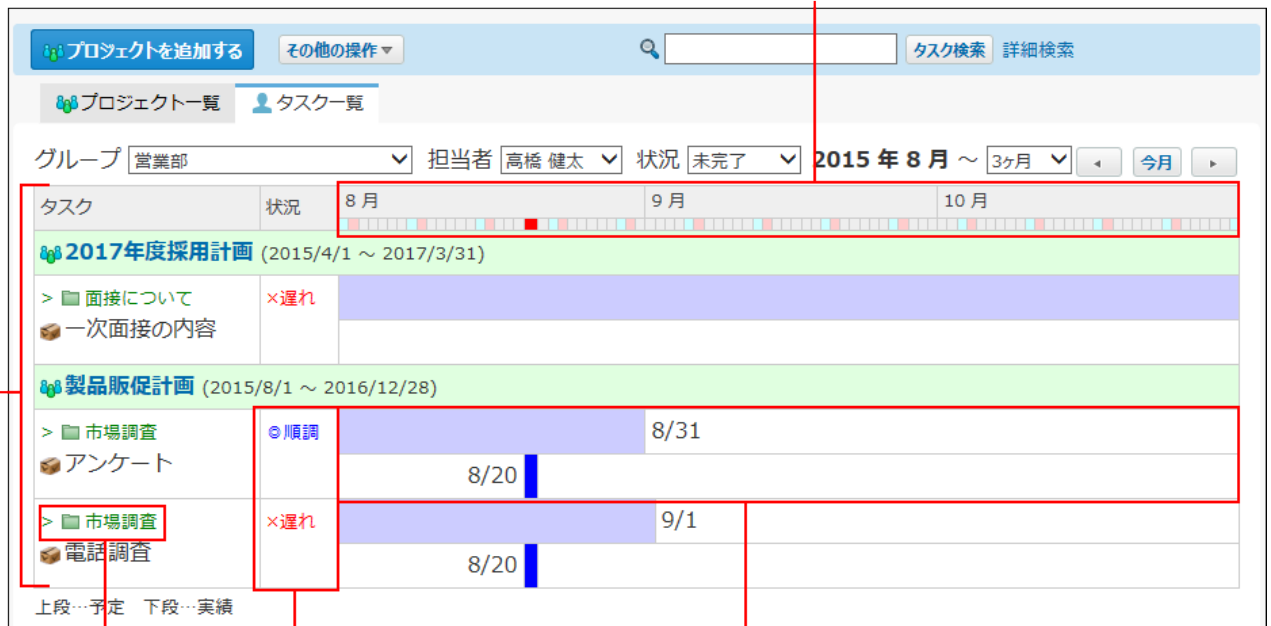 プロジェクトを追加する その他の操作▼ タスク検索 詳細検索
プロジェクト一覧 タスク一覧
グループ 営業部 担当者 高橋 健太 状況 未完了 2015 年 8 月 ～ 3ヶ月 今月
タスク 状況 8 月 9 月 10 月
2017年度採用計画 (2015/4/1 ～ 2017/3/31)
> 面接について ×遅れ
一次面接の内容
製品販促計画 (2015/8/1 ～ 2016/12/28)
> 市場調査 ◎順調 8/31
アンケート 8/20
> 市場調査 ×遅れ 9/1
電話調査 8/20
上段…予定 下段…実績